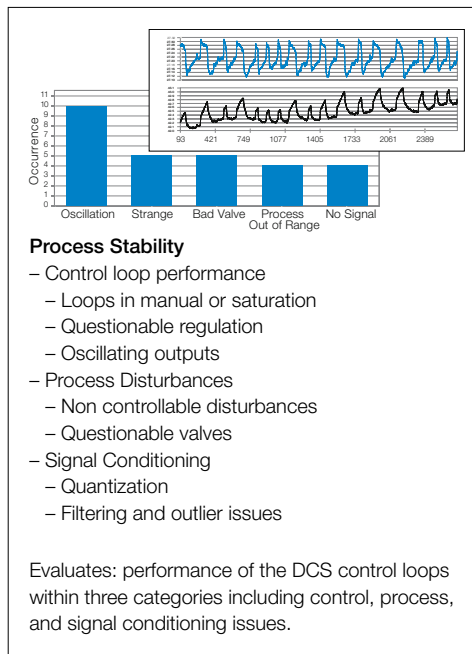 93 421 749 1077 1405 1733 2061 2389
Occurrence
11
10
9
8
7
6
5
4
3
2
1
0
Oscillation Strange Bad Valve Process Out of Range No Signal
Process Stability
– Control loop performance
– Loops in manual or saturation
– Questionable regulation
– Oscillating outputs
– Process Disturbances
– Non controllable disturbances
– Questionable valves
– Signal Conditioning
– Quantization
– Filtering and outlier issues
Evaluates: performance of the DCS control loops
within three categories including control, process,
and signal conditioning issues.